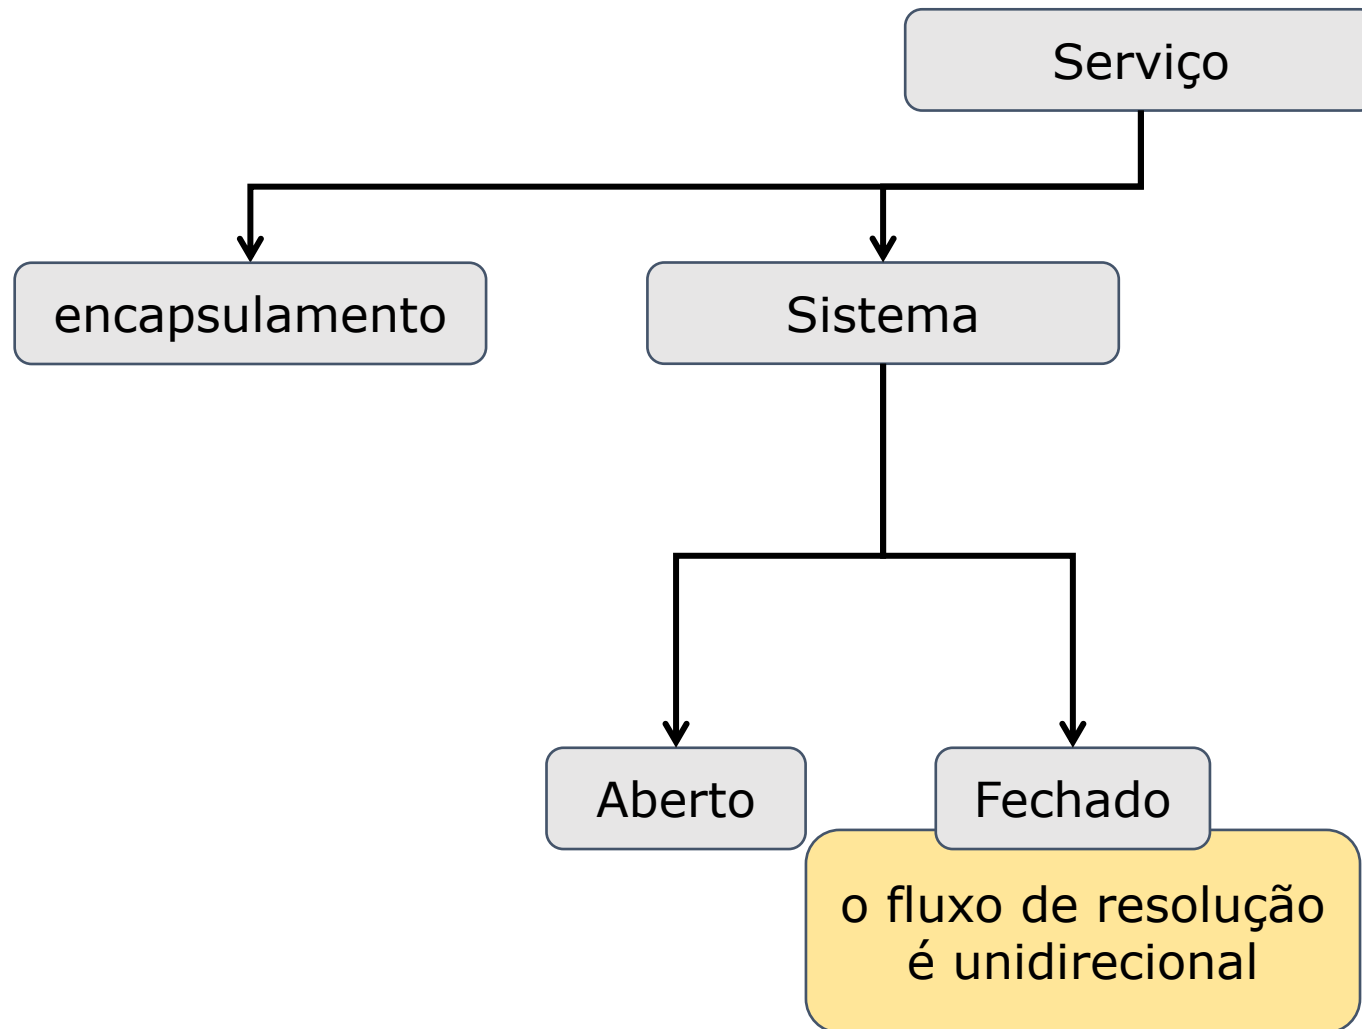 Serviço
encapsulamento
Sistema
Aberto
Fechado
o fluxo de resolução
é unidirecional